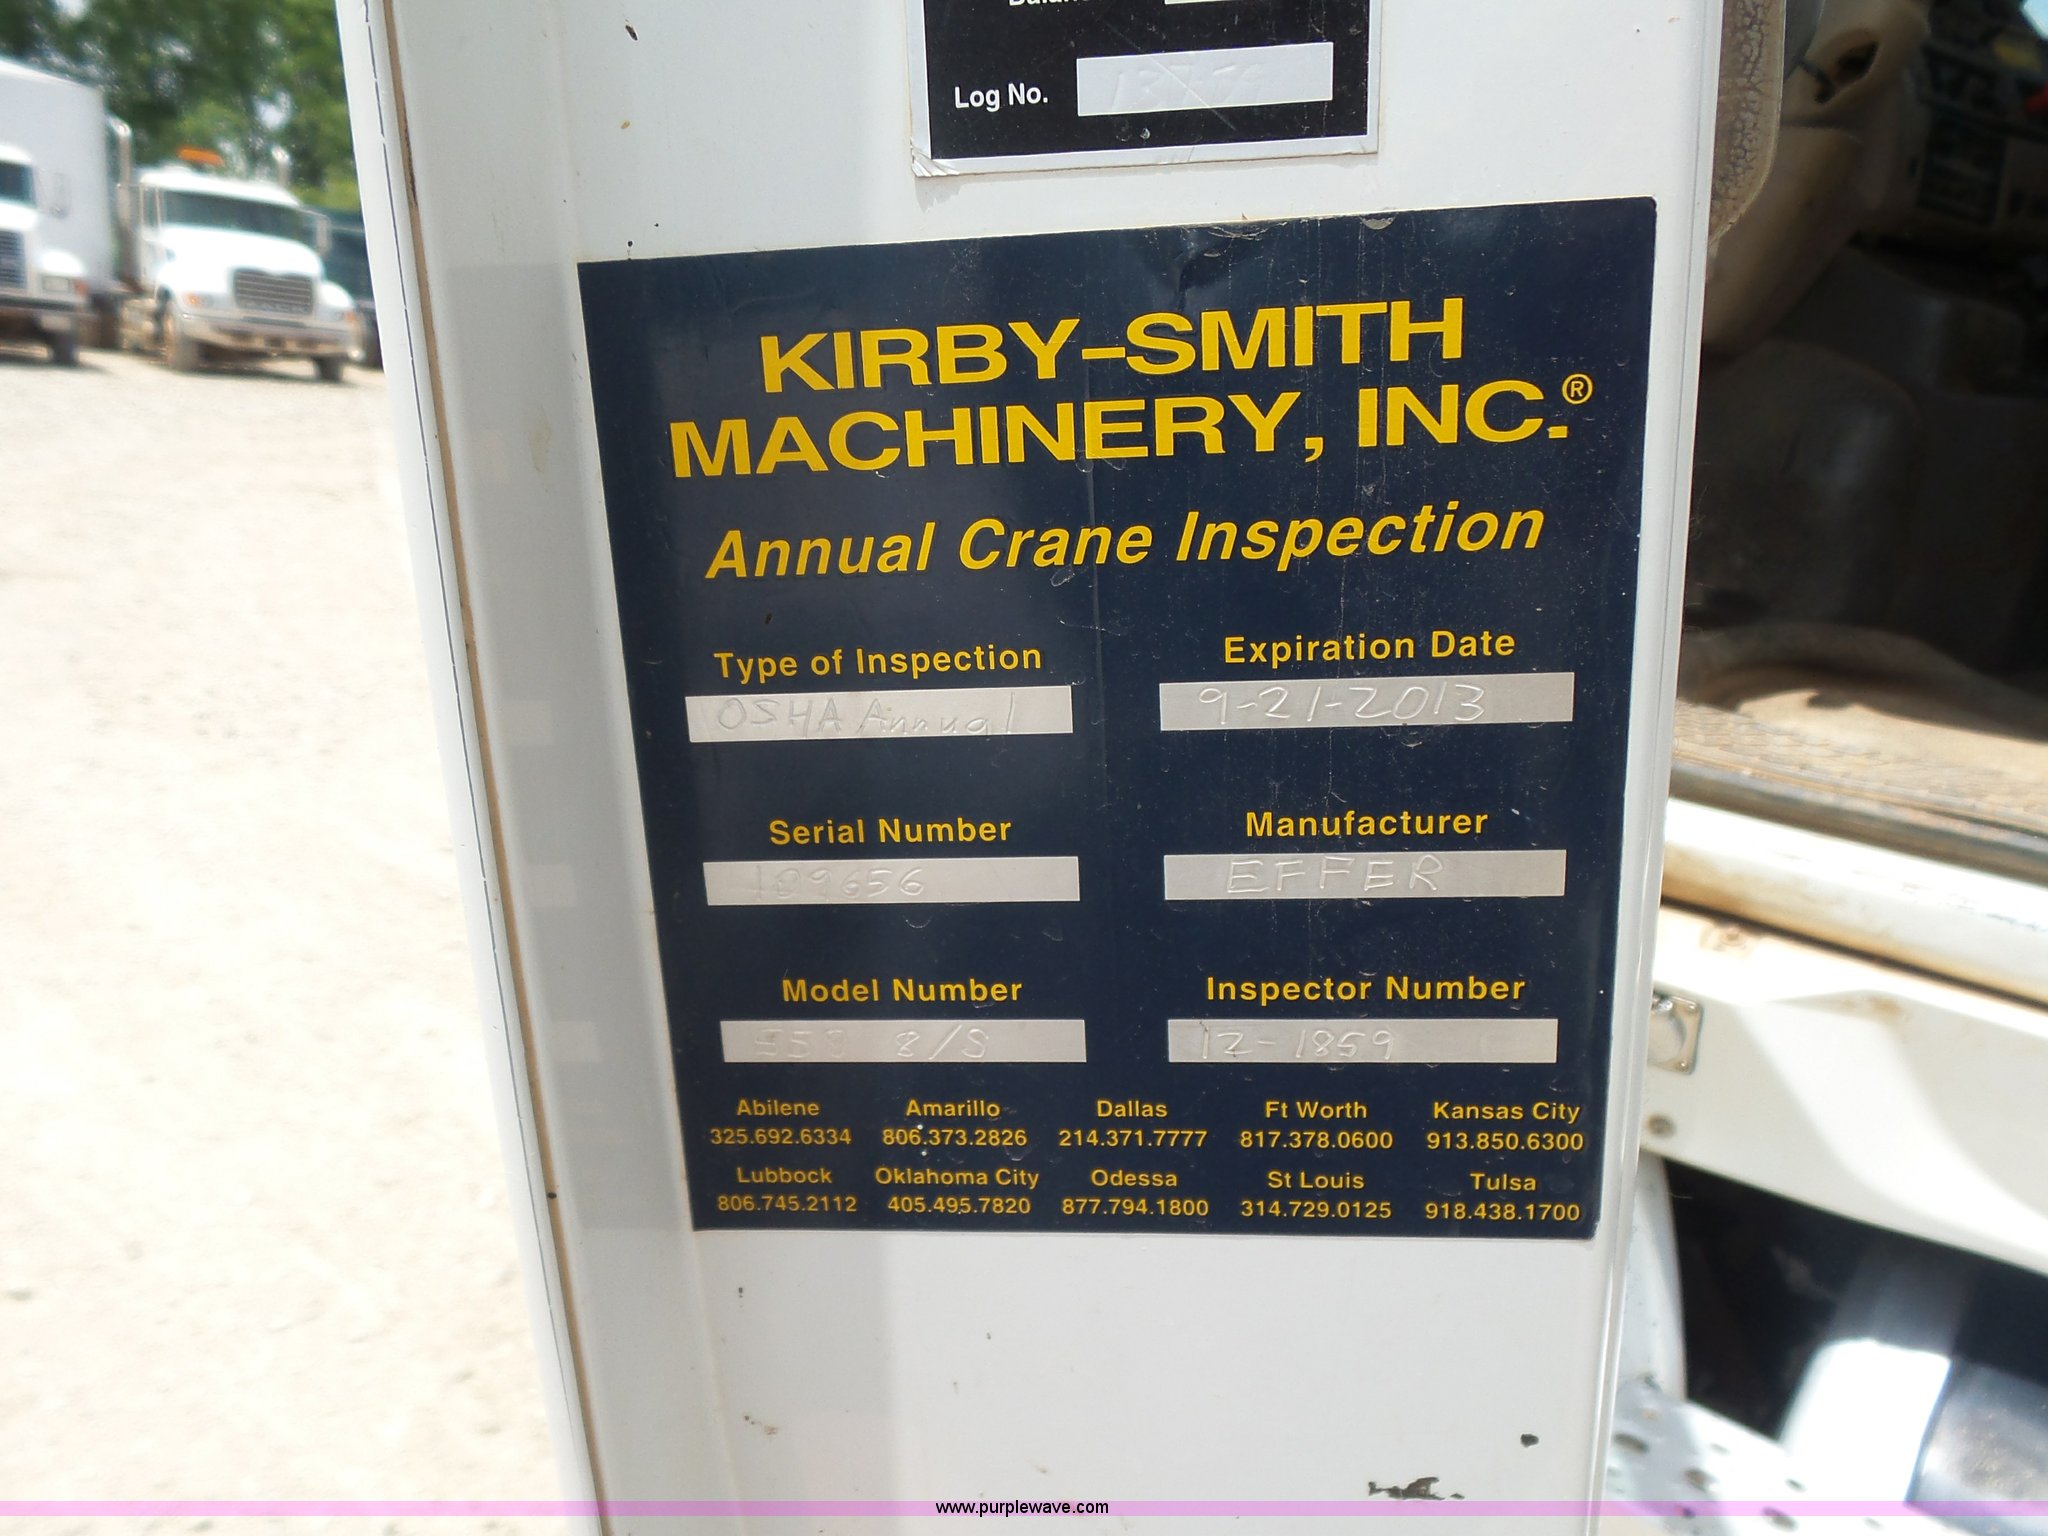 Log No.
KIRBY-SMITH
MACHINERY, INC.®
Annual Crane Inspection
Type of Inspection Expiration Date
OSHA Annual 9-21-2013
Serial Number Manufacturer
109656 EFFER
Model Number Inspector Number
8/S 12-1859
Abilene Amarillo Dallas Ft Worth Kansas City
325.692.6334 806.373.2826 214.371.7777 817.378.0600 913.850.6300
Lubbock Oklahoma City Odessa St Louis Tulsa
806.745.2112 405.495.7820 877.794.1800 314.729.0125 918.438.1700
www.purplewave.com